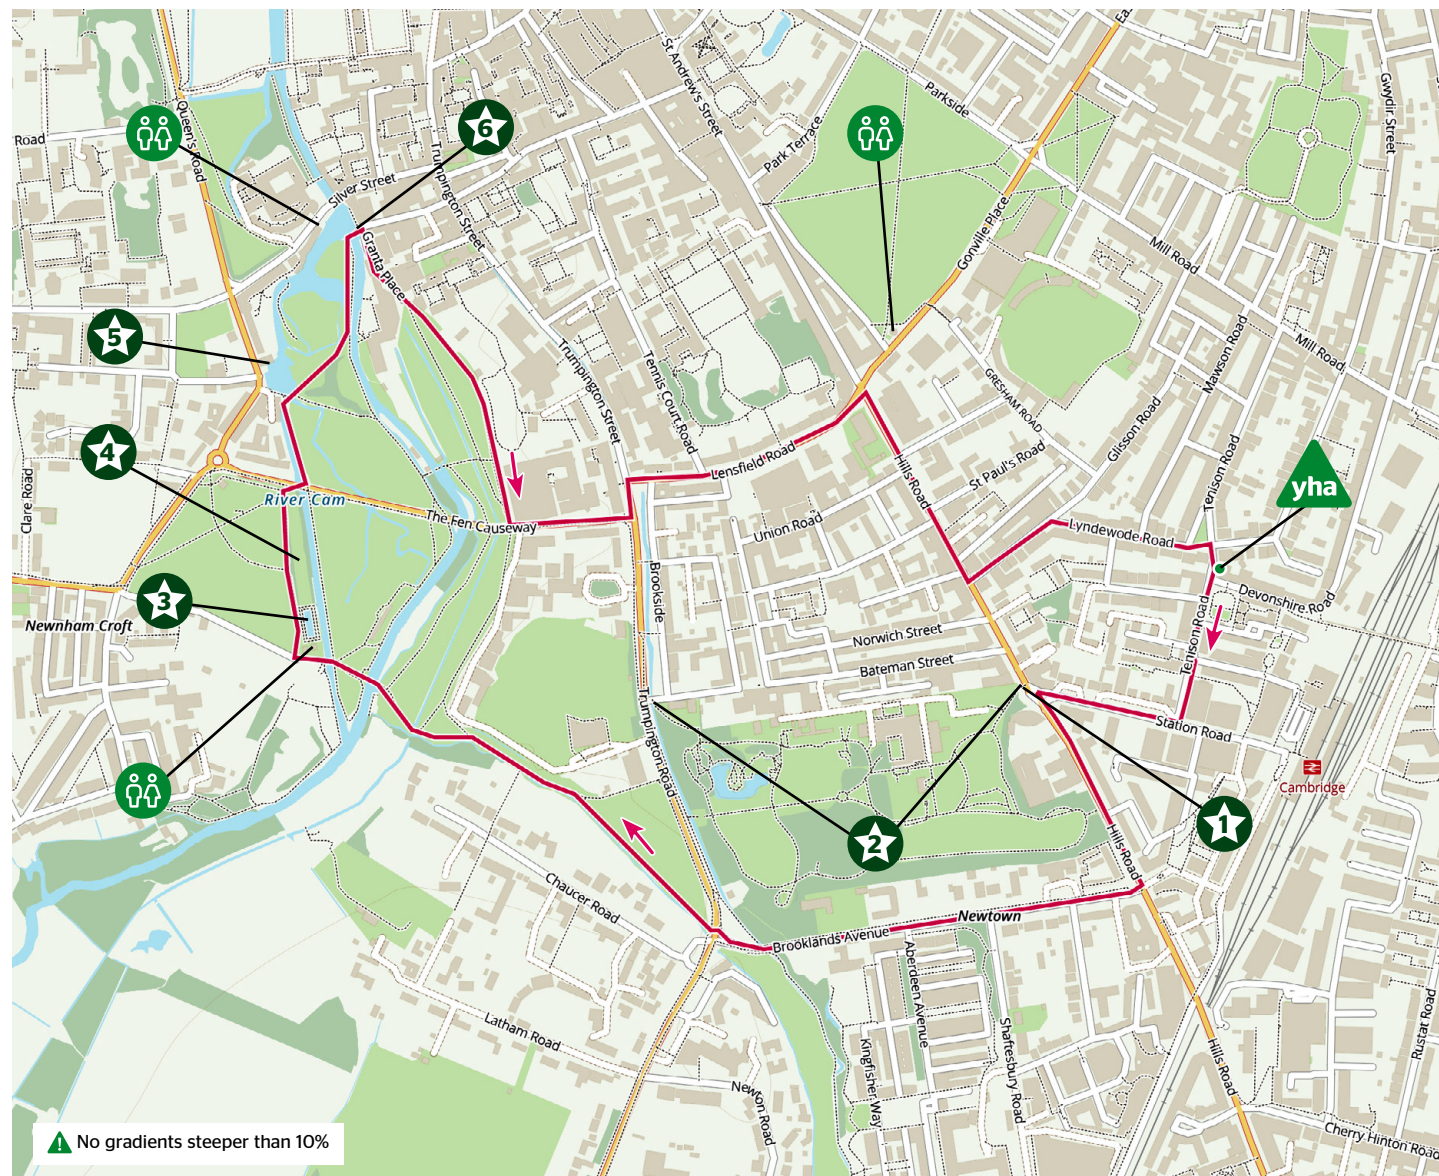 St Andrew's Street
Parkside
Park Terrace
Gwydir Street
Queen's Road
Road
6
Silver Street
Trumpington Street
Granta Place
Gonville Place
Mill Road
Mill Road
Mawson Road
5
Trumpington Street
Tennis Court Road
GRESHAM ROAD
Glisson Road
Tenison Road
4
Lensfield Road
Hills Road
St Paul's Road
yha
Clare Road
River Cam
The Fen Causeway
Union Road
Lyndewode Road
Brookside
Devonshire Road
3
Newnham Croft
Norwich Street
Tenison Road
Bateman Street
Trumpington Road
Station Road
Cambridge
2
1
Hills Road
Chaucer Road
Newtown
Brooklands Avenue
Aberdeen Avenue
Latham Road
Kingfisher Way
Shaftesbury Road
Hills Road
Rustat Road
Newton Road
Cherry Hinton Road
No gradients steeper than 10%